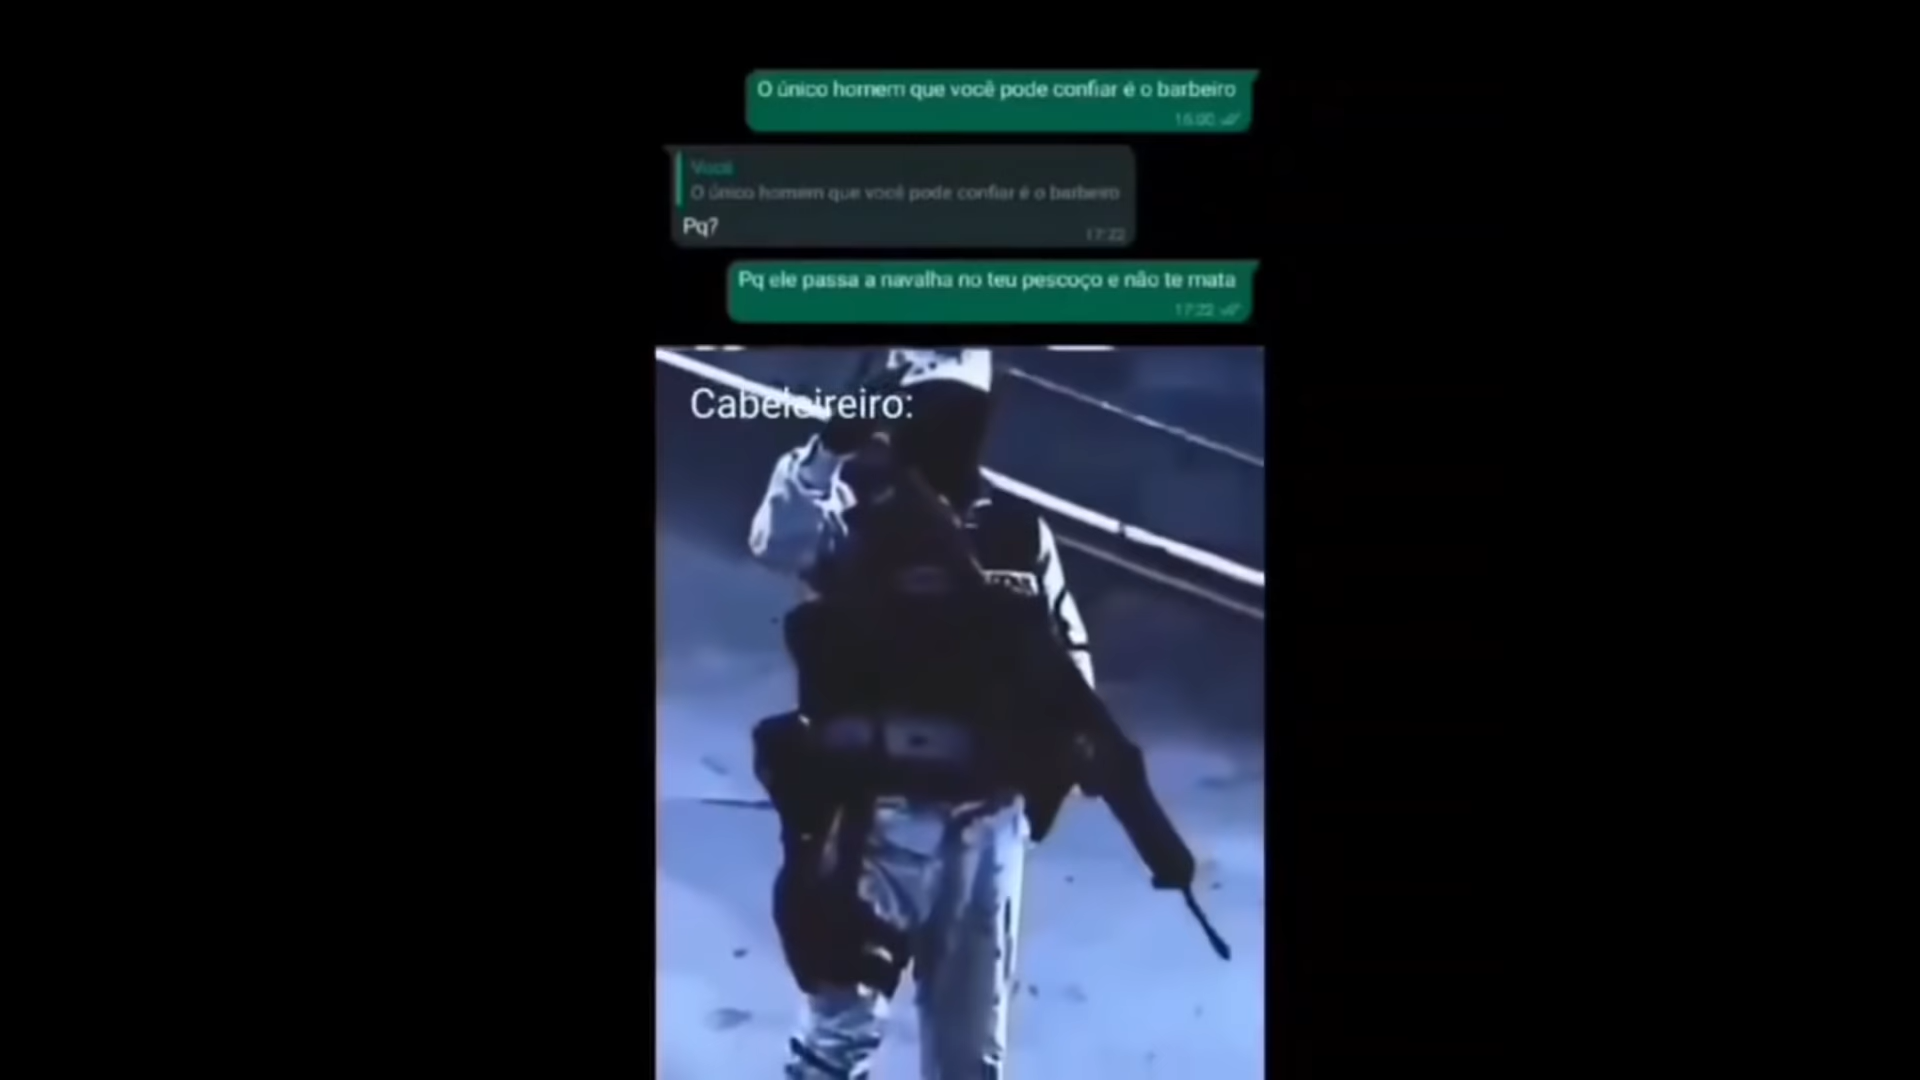 O único homem que você pode confiar é o barbeiro
16:00
Você
O único homem que você pode confiar é o barbeiro
Pq?
17:22
Pq ele passa a navalha no teu pescoço e não te mata
17:22
Cabeleireiro: